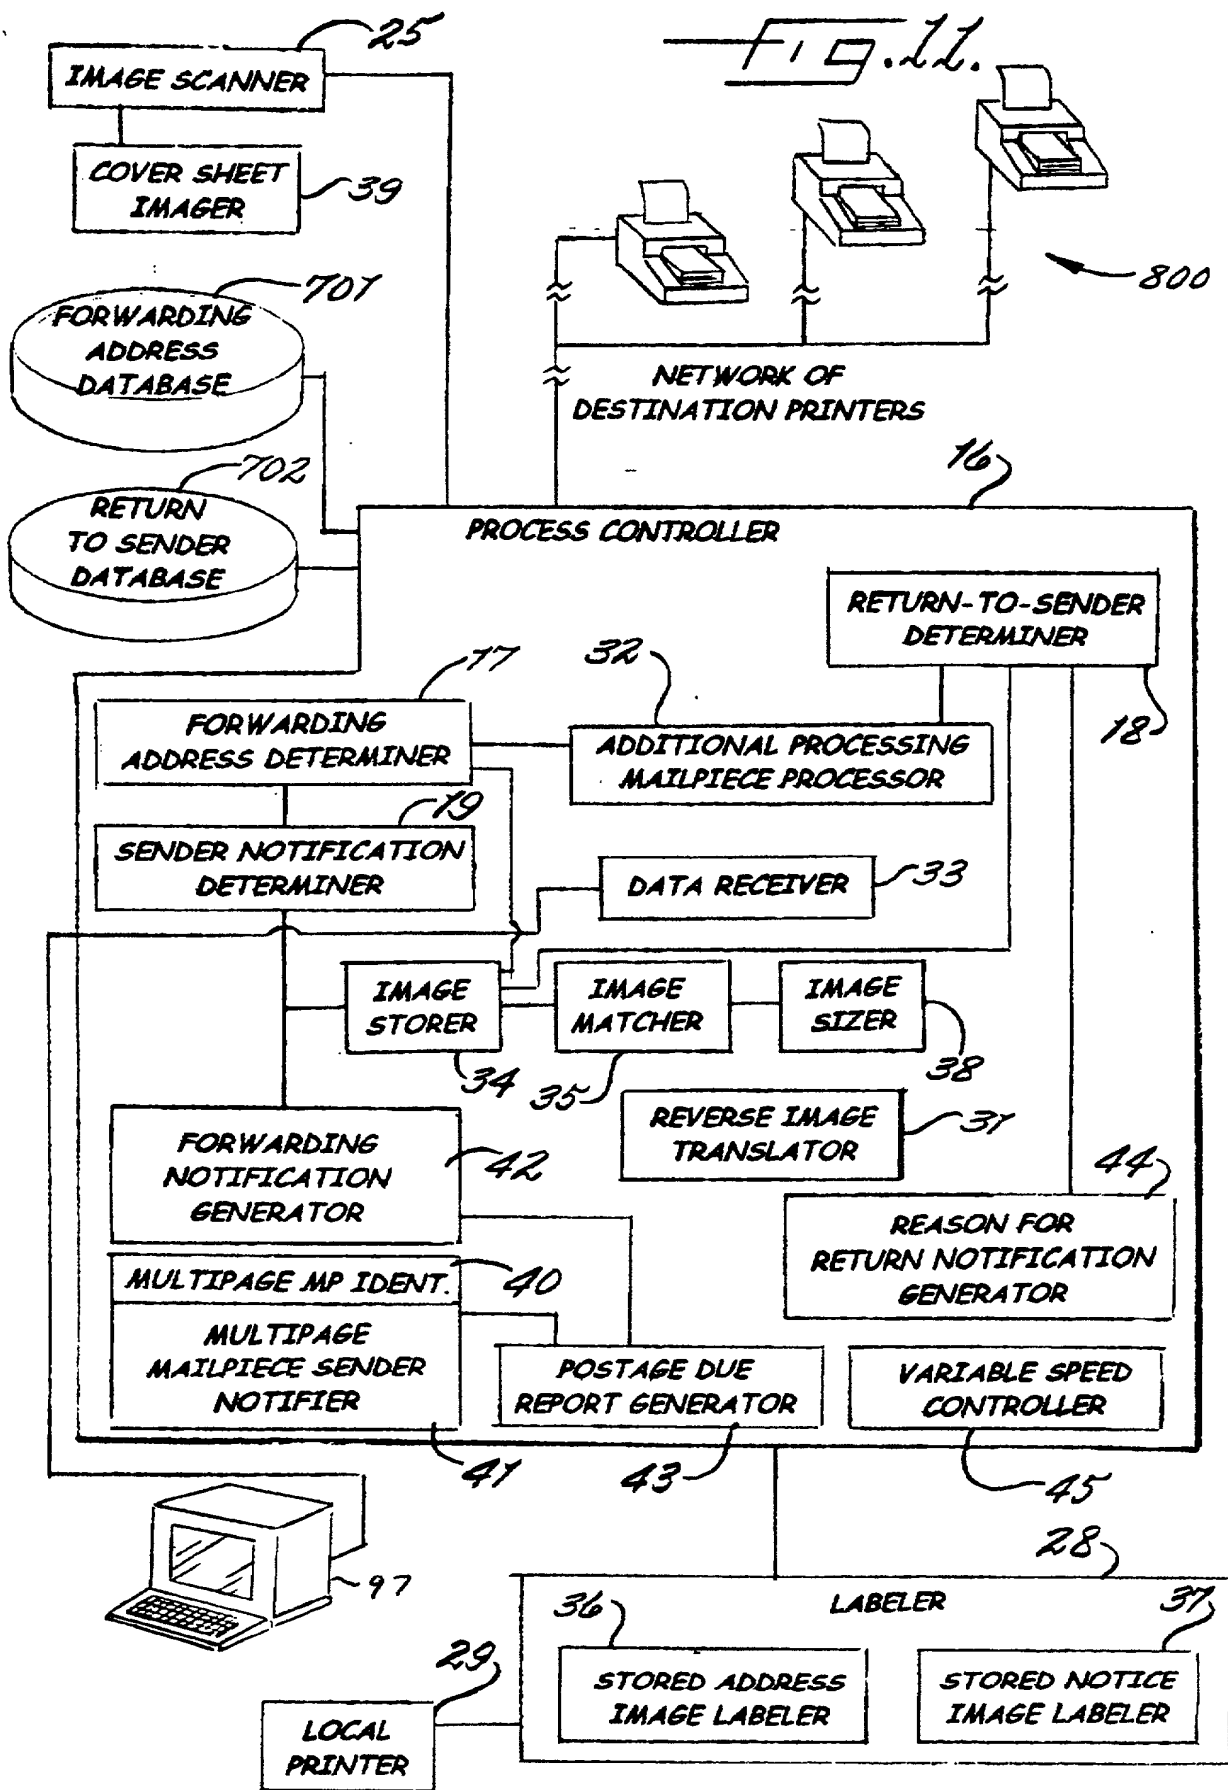 Fig. 11.
25
IMAGE SCANNER
COVER SHEET
IMAGER
39
800
701
FORWARDING
ADDRESS
DATABASE
NETWORK OF
DESTINATION PRINTERS
702
RETURN
TO SENDER
DATABASE
16
PROCESS CONTROLLER
RETURN-TO-SENDER
DETERMINER
18
17
FORWARDING
ADDRESS DETERMINER
32
ADDITIONAL PROCESSING
MAILPIECE PROCESSOR
19
SENDER NOTIFICATION
DETERMINER
DATA RECEIVER
33
IMAGE
STORER
34
IMAGE
MATCHER
35
IMAGE
SIZER
38
REVERSE IMAGE
TRANSLATOR
31
FORWARDING
NOTIFICATION
GENERATOR
42
44
REASON FOR
RETURN NOTIFICATION
GENERATOR
MULTIPAGE MP IDENT.
40
MULTIPAGE
MAILPIECE SENDER
NOTIFIER
41
POSTAGE DUE
REPORT GENERATOR
43
VARIABLE SPEED
CONTROLLER
45
97
28
LABELER
36
STORED ADDRESS
IMAGE LABELER
37
STORED NOTICE
IMAGE LABELER
29
LOCAL
PRINTER